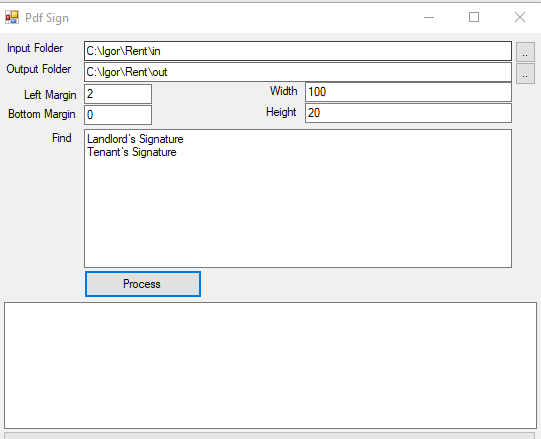 Pdf Sign
Input Folder C:\Igor\Rent\in ..
Output Folder C:\Igor\Rent\out ..
Left Margin 2 Width 100
Bottom Margin 0 Height 20
Find Landlord's Signature
Tenant's Signature
Process